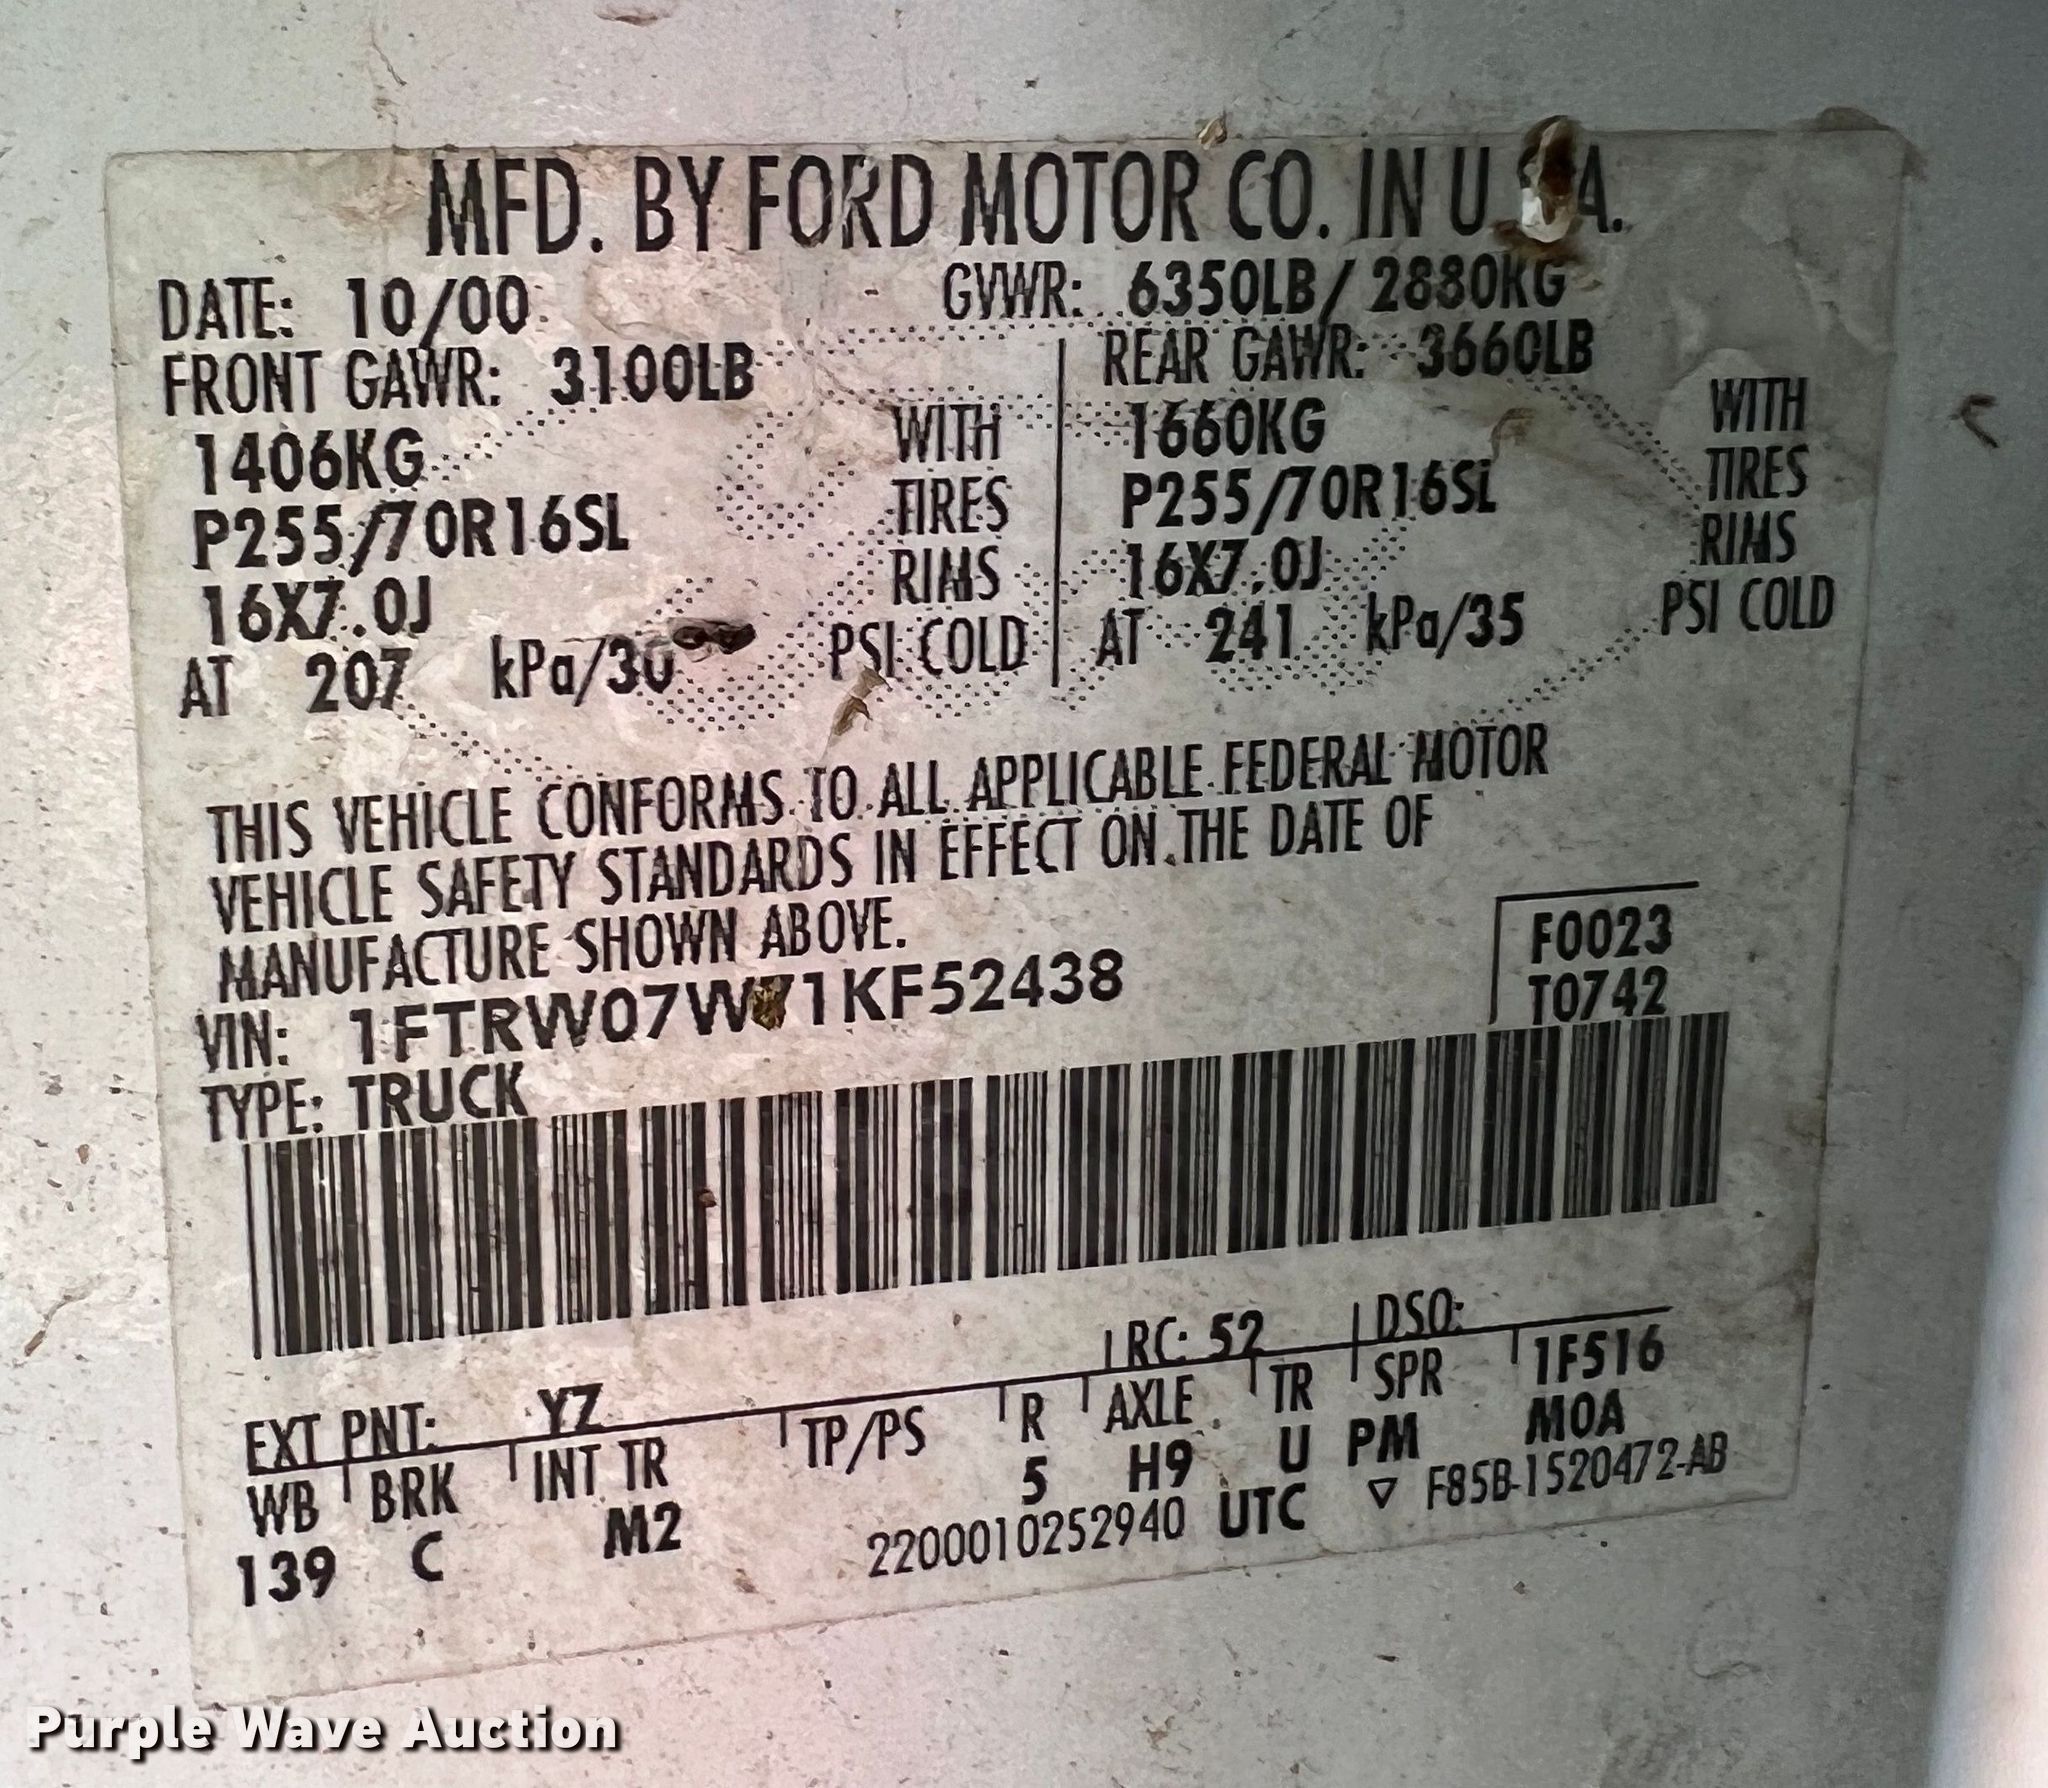 MFD. BY FORD MOTOR CO. IN U.S.A.
DATE: 10/00 GVWR: 6350LB/ 2880KG
FRONT GAWR: 3100LB REAR GAWR: 3660LB
1406KG WITH 1660KG WITH
P255/70R16SL TIRES P255/70R16SL TIRES
16X7.0J RIMS 16X7.0J RIMS
AT 207 kPa/30 PSI COLD AT 241 kPa/35 PSI COLD
THIS VEHICLE CONFORMS TO ALL APPLICABLE FEDERAL MOTOR
VEHICLE SAFETY STANDARDS IN EFFECT ON THE DATE OF
MANUFACTURE SHOWN ABOVE.
F0023
VIN: 1FTRW07W71KF52438
T0742
TYPE: TRUCK
EXT PNT: YZ RC: 52 DSO:
WB BRK INT TR TP/PS R AXLE TR SPR 1F516
139 C M2 5 H9 U PM MOA
2200010252940 UTC ▽ F85B-1520472-AB
Purple Wave Auction